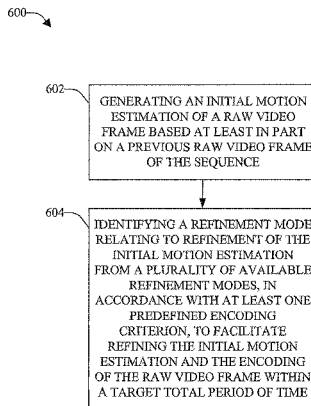 600
602
GENERATING AN INITIAL MOTION
ESTIMATION OF A RAW VIDEO
FRAME BASED AT LEAST IN PART
ON A PREVIOUS RAW VIDEO FRAME
OF THE SEQUENCE
604
IDENTIFYING A REFINEMENT MODE
RELATING TO REFINEMENT OF THE
INITIAL MOTION ESTIMATION
FROM A PLURALITY OF AVAILABLE
REFINEMENT MODES, IN
ACCORDANCE WITH AT LEAST ONE
PREDEFINED ENCODING
CRITERION, TO FACILITATE
REFINING THE INITIAL MOTION
ESTIMATION AND THE ENCODING
OF THE RAW VIDEO FRAME WITHIN
A TARGET TOTAL PERIOD OF TIME